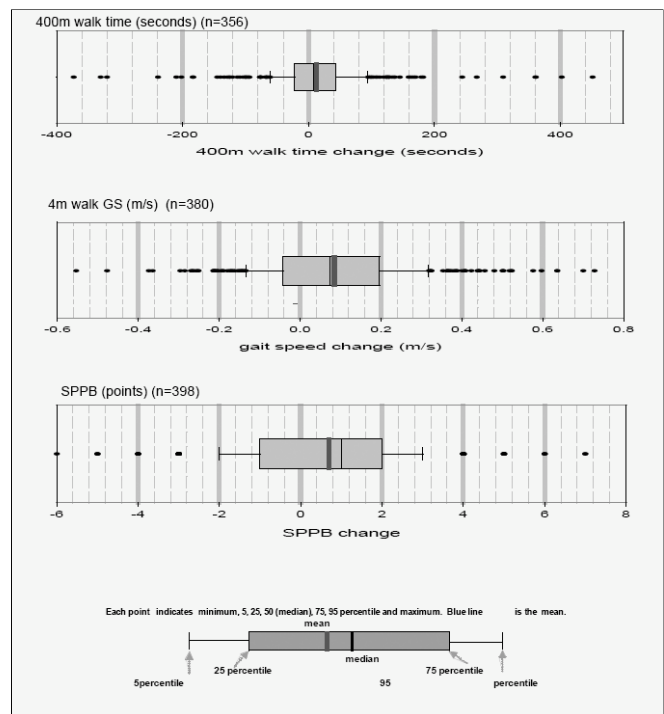 400m walk time (seconds) (n=356)
-400 -200 0 200 400
400m walk time change (seconds)
4m walk GS (m/s) (n=380)
-0.6 -0.4 -0.2 0.0 0.2 0.4 0.6 0.8
gait speed change (m/s)
SPPB (points) (n=398)
-6 -4 -2 0 2 4 6 8
SPPB change
Each point indicates minimum, 5, 25, 50 (median), 75, 95 percentile and maximum. Blue line is the mean.
mean
median
25 percentile 75 percentile
5percentile 95 percentile